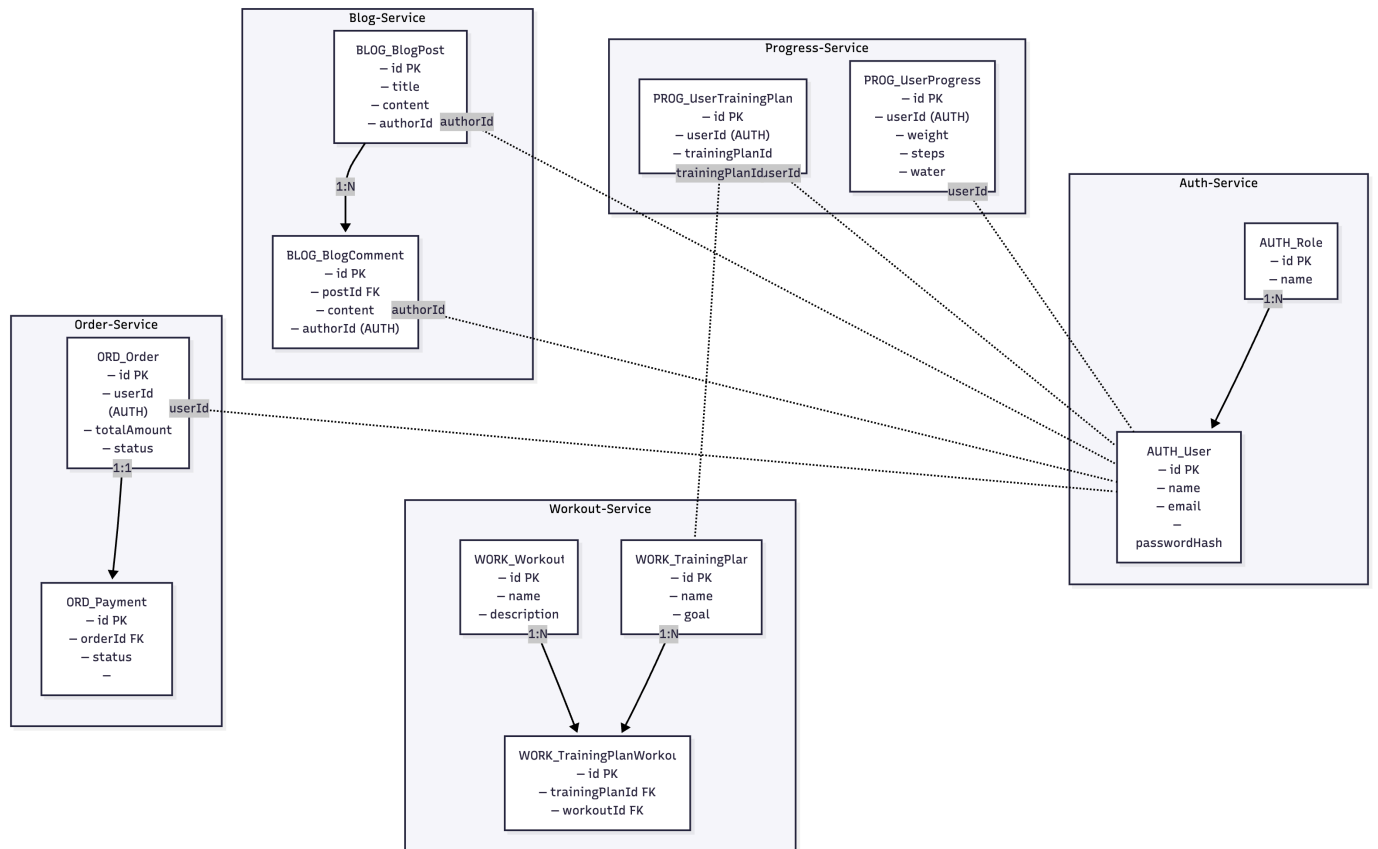 Blog-Service
BLOG_BlogPost
– id PK
– title
– content
– authorId
authorId
1:N
BLOG_BlogComment
– id PK
– postId FK
– content
– authorId (AUTH)
authorId
Progress-Service
PROG_UserTrainingPlan
– id PK
– userId (AUTH)
– trainingPlanId
trainingPlanId
userId
PROG_UserProgress
– id PK
– userId (AUTH)
– weight
– steps
– water
userId
Auth-Service
AUTH_Role
– id PK
– name
1:N
AUTH_User
– id PK
– name
– email
–
passwordHash
Order-Service
ORD_Order
– id PK
– userId
(AUTH)
– totalAmount
– status
userId
1:1
ORD_Payment
– id PK
– orderId FK
– status
–
Workout-Service
WORK_Workout
– id PK
– name
– description
1:N
WORK_TrainingPlar
– id PK
– name
– goal
1:N
WORK_TrainingPlanWorkou
– id PK
– trainingPlanId FK
– workoutId FK